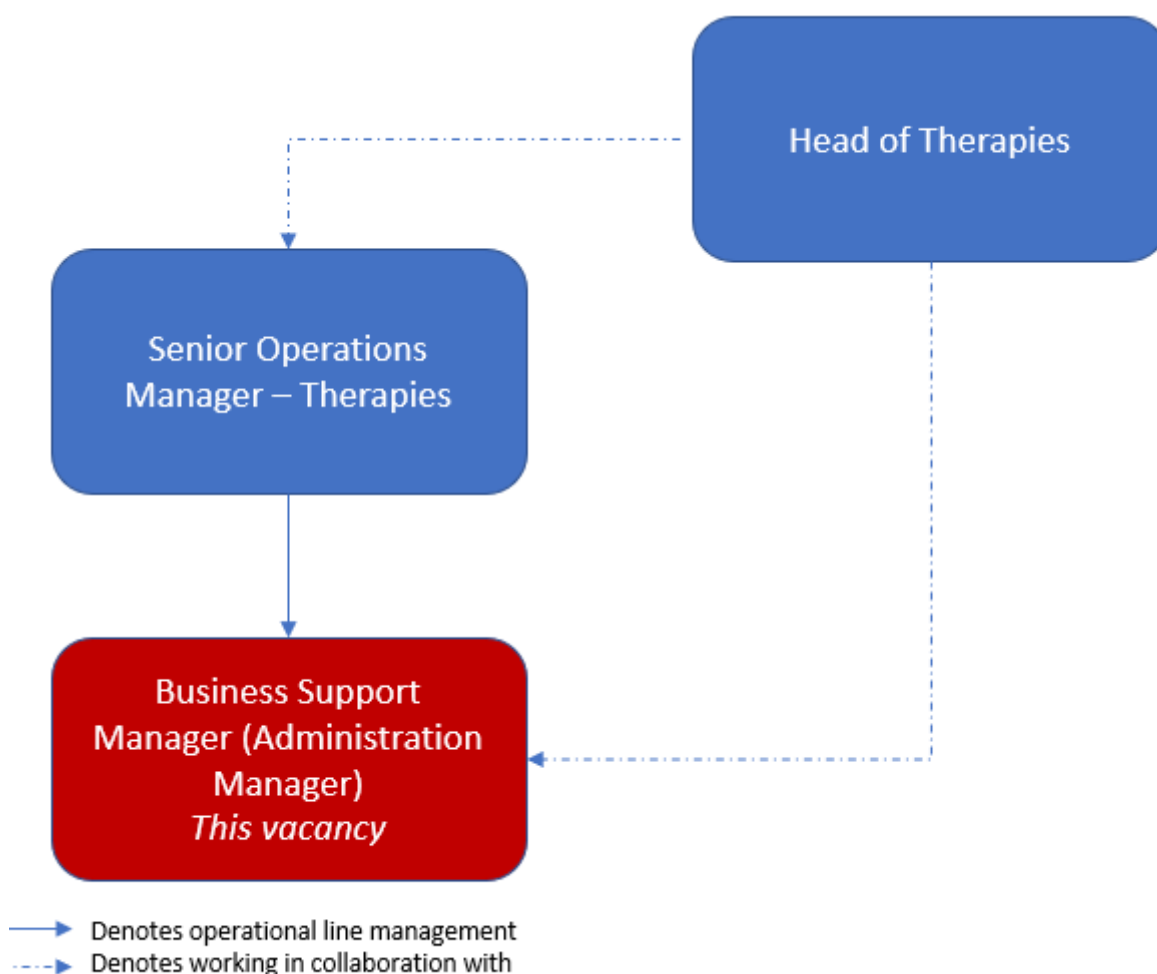 Head of Therapies
Senior Operations
Manager – Therapies
Business Support
Manager (Administration
Manager)
This vacancy
Denotes operational line management
Denotes working in collaboration with